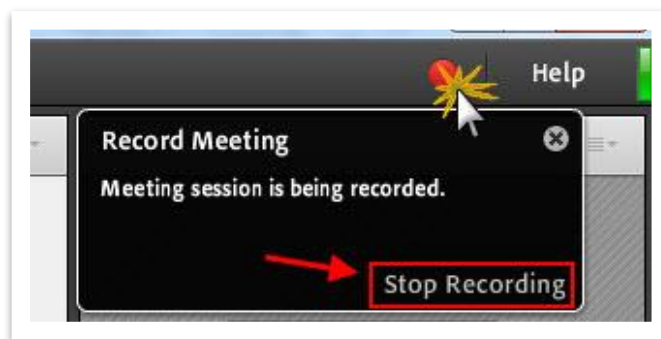 Help
Record Meeting
Meeting session is being recorded.
Stop Recording